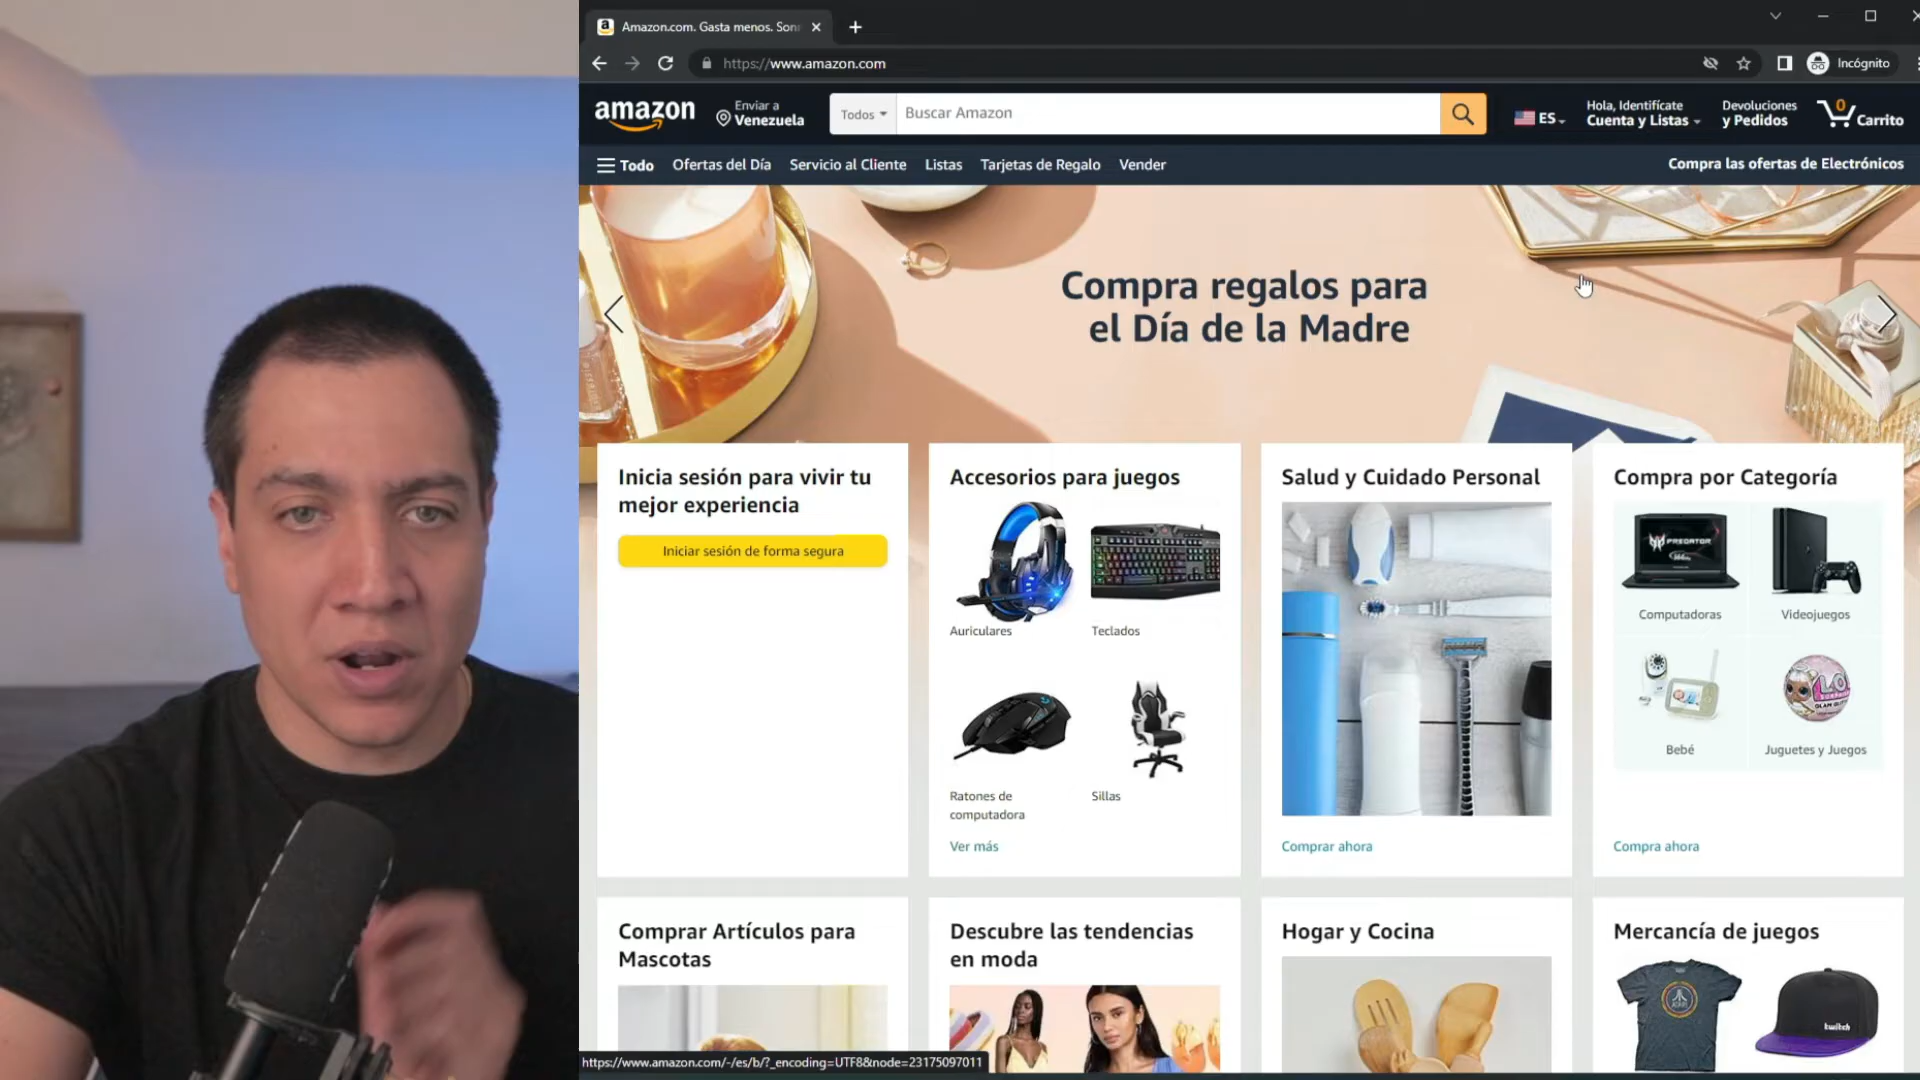 Amazon.com. Gasta menos. Son
https://www.amazon.com
Incógnito
amazon
Enviar a
Venezuela
Todos
Buscar Amazon
ES
Hola, Identifícate
Cuenta y Listas
Devoluciones
y Pedidos
0
Carrito
Todo
Ofertas del Día
Servicio al Cliente
Listas
Tarjetas de Regalo
Vender
Compra las ofertas de Electrónicos
Compra regalos para
el Día de la Madre
Inicia sesión para vivir tu
mejor experiencia
Iniciar sesión de forma segura
Accesorios para juegos
Auriculares
Teclados
Ratones de
computadora
Sillas
Ver más
Salud y Cuidado Personal
Comprar ahora
Compra por Categoría
PREDATOR
Computadoras
Videojuegos
Bebé
Juguetes y Juegos
Compra ahora
Comprar Artículos para
Mascotas
Descubre las tendencias
en moda
Hogar y Cocina
Mercancía de juegos
twitch
https://www.amazon.com/-/es/b/?_encoding=UTF8&node=23175097011